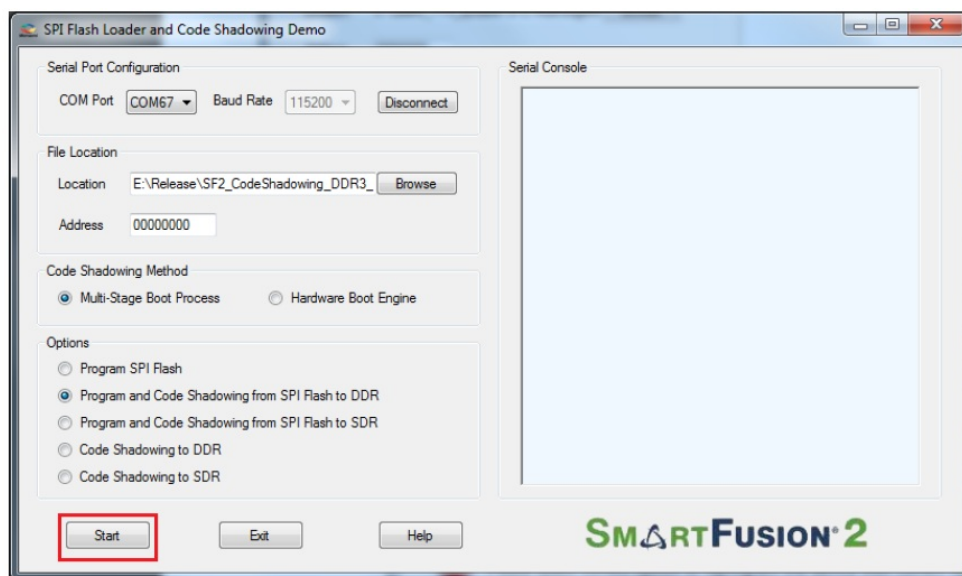 SPI Flash Loader and Code Shadowing Demo
Serial Port Configuration
COM Port COM67 Baud Rate 115200 Disconnect
File Location
Location E:\Release\SF2_CodeShadowing_DDR3_ Browse
Address 00000000
Code Shadowing Method
Multi-Stage Boot Process Hardware Boot Engine
Options
Program SPI Flash
Program and Code Shadowing from SPI Flash to DDR
Program and Code Shadowing from SPI Flash to SDR
Code Shadowing to DDR
Code Shadowing to SDR
Start Exit Help
Serial Console
SMARTFUSION®2